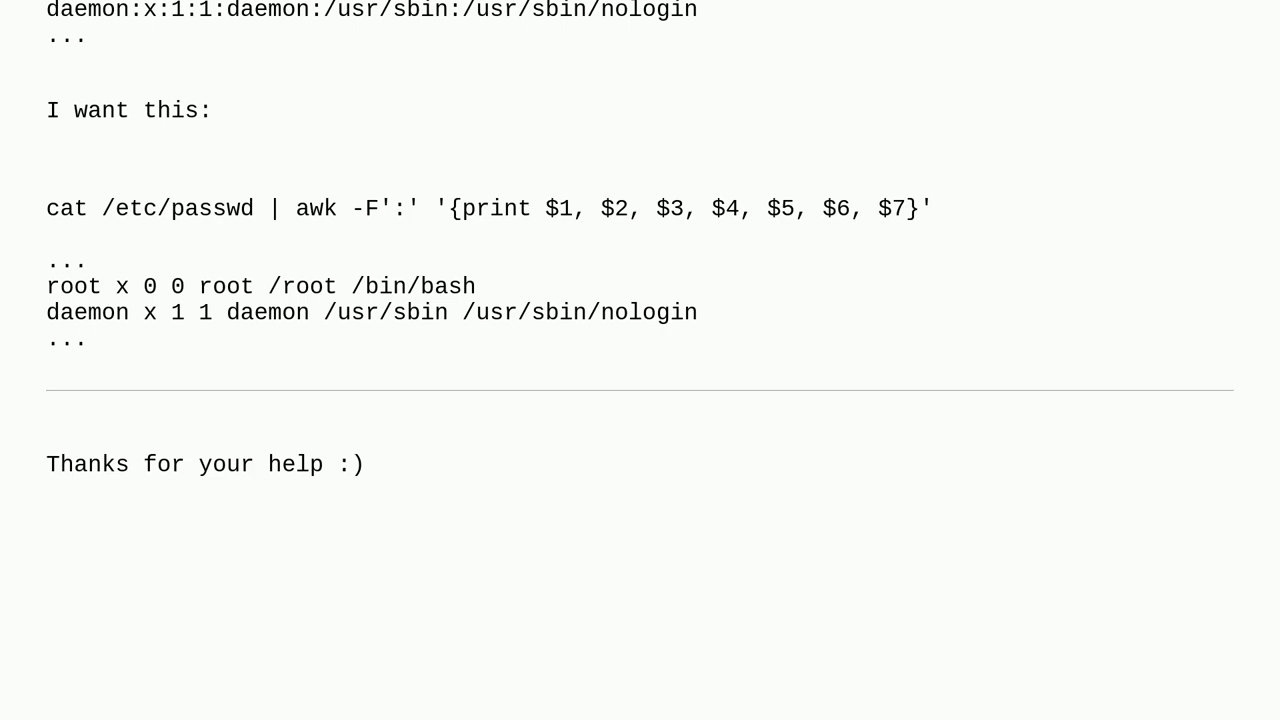 daemon:x:1:1:daemon:/usr/sbin:/usr/sbin/nologin
...
I want this:
cat /etc/passwd | awk -F':' '{print $1, $2, $3, $4, $5, $6, $7}'
...
root x 0 0 root /root /bin/bash
daemon x 1 1 daemon /usr/sbin /usr/sbin/nologin
...
Thanks for your help :)